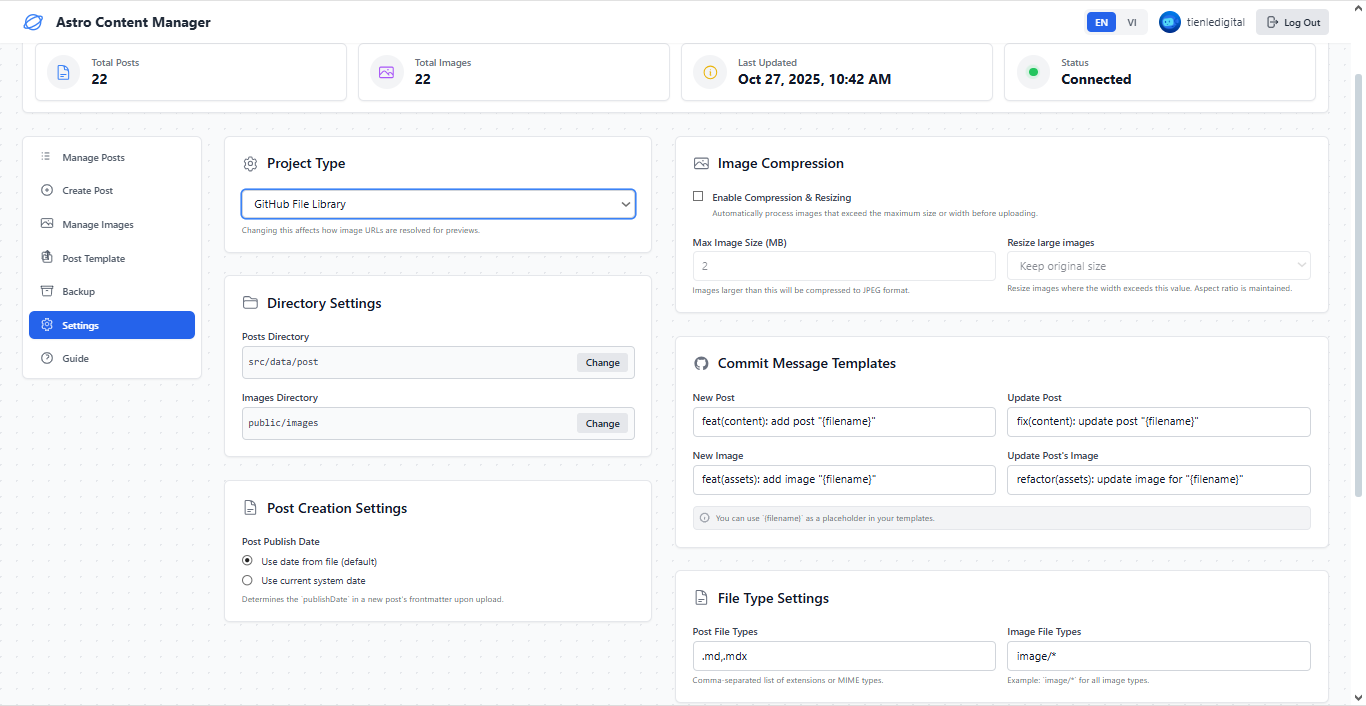 Astro Content Manager
EN
VI
tienledigital
Log Out
Total Posts
22
Total Images
22
Last Updated
Oct 27, 2025, 10:42 AM
Status
Connected
Manage Posts
Create Post
Manage Images
Post Template
Backup
Settings
Guide
Project Type
GitHub File Library
Changing this affects how image URLs are resolved for previews.
Directory Settings
Posts Directory
src/data/post
Change
Images Directory
public/images
Change
Post Creation Settings
Post Publish Date
Use date from file (default)
Use current system date
Determines the `publishDate` in a new post's frontmatter upon upload.
Image Compression
Enable Compression & Resizing
Automatically process images that exceed the maximum size or width before uploading.
Max Image Size (MB)
2
Images larger than this will be compressed to JPEG format.
Resize large images
Keep original size
Resize images where the width exceeds this value. Aspect ratio is maintained.
Commit Message Templates
New Post
feat(content): add post "{filename}"
Update Post
fix(content): update post "{filename}"
New Image
feat(assets): add image "{filename}"
Update Post's Image
refactor(assets): update image for "{filename}"
You can use `{filename}` as a placeholder in your templates.
File Type Settings
Post File Types
.md,.mdx
Comma-separated list of extensions or MIME types.
Image File Types
image/*
Example: `image/*` for all image types.